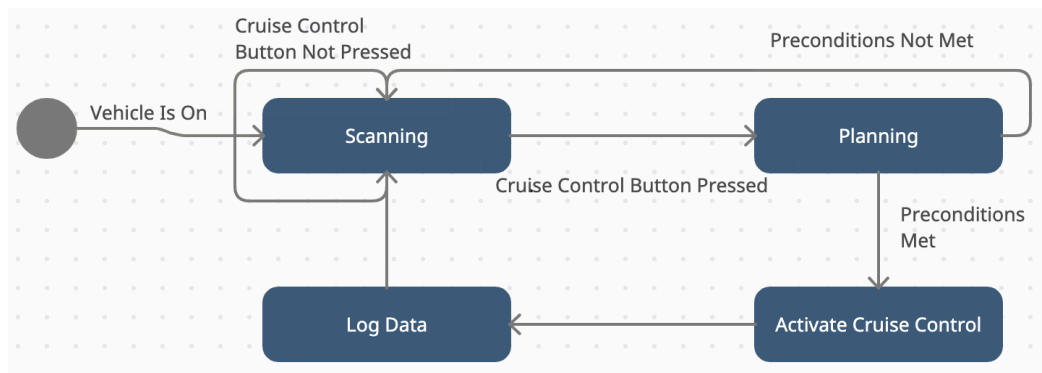 Cruise Control
Button Not Pressed
Preconditions Not Met
Vehicle Is On
Scanning
Planning
Cruise Control Button Pressed
Preconditions
Met
Log Data
Activate Cruise Control